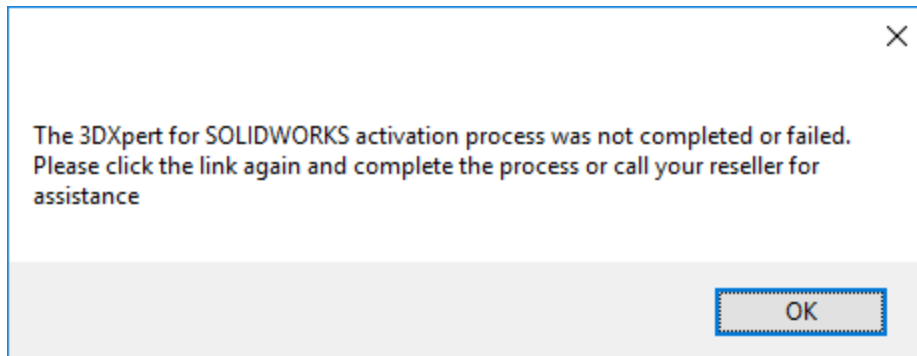 The 3DXpert for SOLIDWORKS activation process was not completed or failed.
Please click the link again and complete the process or call your reseller for
assistance
OK